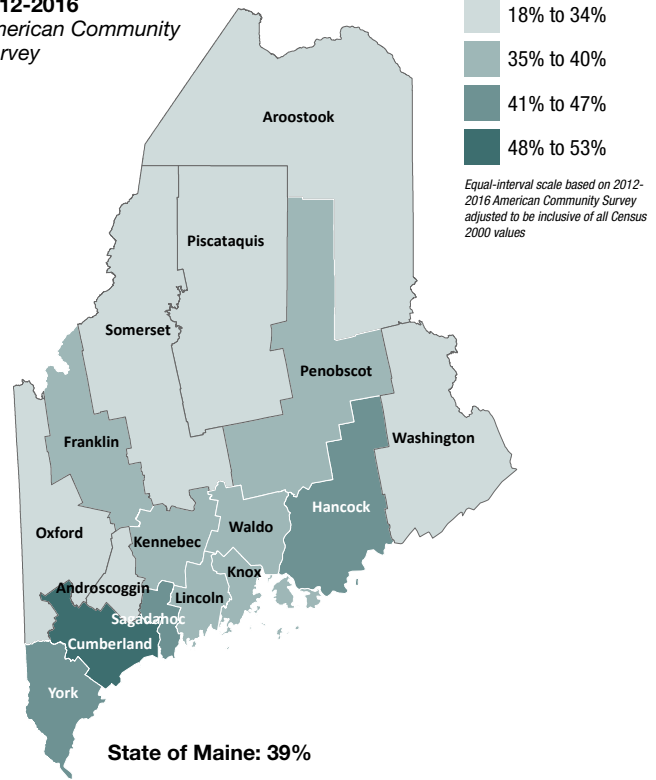 12-2016
merican Community
rvey
18% to 34%
35% to 40%
41% to 47%
48% to 53%
Equal-interval scale based on 2012-
2016 American Community Survey
adjusted to be inclusive of all Census
2000 values
Aroostook
Piscataquis
Somerset
Penobscot
Franklin
Washington
Hancock
Oxford
Waldo
Kennebec
Knox
Androscoggin
Lincoln
Sagadahoc
Cumberland
York
State of Maine: 39%